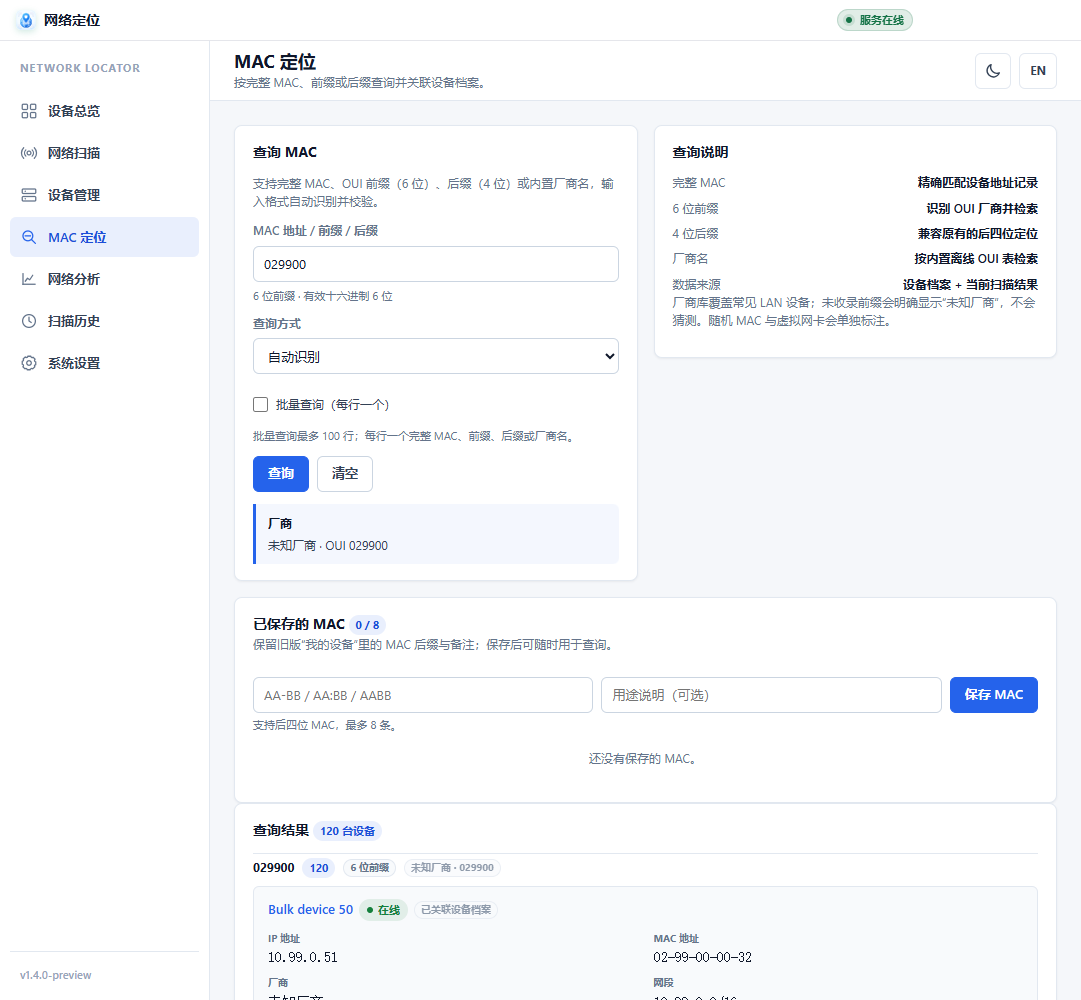 网络定位
服务在线
NETWORK LOCATOR
设备总览
网络扫描
设备管理
MAC 定位
网络分析
扫描历史
系统设置
v1.4.0-preview
MAC 定位
按完整 MAC、前缀或后缀查询并关联设备档案。
EN
查询 MAC
支持完整 MAC、OUI 前缀（6 位）、后缀（4 位）或内置厂商名，输
入格式自动识别并校验。
MAC 地址 / 前缀 / 后缀
029900
6 位前缀 · 有效十六进制 6 位
查询方式
自动识别
批量查询（每行一个）
批量查询最多 100 行；每行一个完整 MAC、前缀、后缀或厂商名。
查询
清空
厂商
未知厂商 · OUI 029900
查询说明
完整 MAC 精确匹配设备地址记录
6 位前缀 识别 OUI 厂商并检索
4 位后缀 兼容原有的后四位定位
厂商名 按内置离线 OUI 表检索
数据来源 设备档案 + 当前扫描结果
厂商库覆盖常见 LAN 设备；未收录前缀会明确显示“未知厂商”，不会
猜测。随机 MAC 与虚拟网卡会单独标注。
已保存的 MAC 0 / 8
保留旧版“我的设备”里的 MAC 后缀与备注；保存后可随时用于查询。
AA-BB / AA:BB / AABB
用途说明（可选）
保存 MAC
支持后四位 MAC，最多 8 条。
还没有保存的 MAC。
查询结果 120 台设备
029900 120 6 位前缀 未知厂商 · 029900
Bulk device 50 在线 已关联设备档案
IP 地址
10.99.0.51
MAC 地址
02-99-00-00-32
厂商
未知厂商
网段
10.99.0.0/16